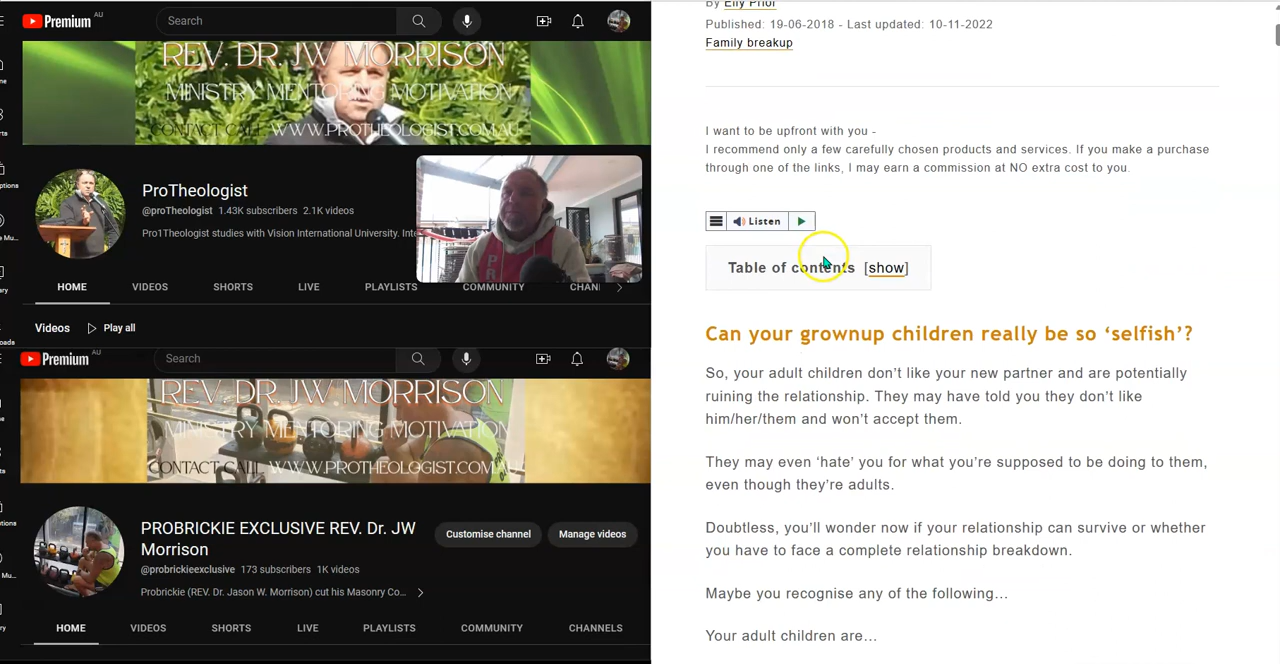 Premium AU
Search
REV. DR. JW MORRISON
MINISTRY MENTORING MOTIVATION
CONTACT CALL WWW.PROTHEOLOGIST.COM.AU
ProTheologist
@proTheologist 1.43K subscribers 2.1K videos
Pro1Theologist studies with Vision International University. Inte
HOME VIDEOS SHORTS LIVE PLAYLISTS COMMUNITY CHAN
Videos Play all
Premium AU
Search
REV. DR. JW MORRISON
MINISTRY MENTORING MOTIVATION
CONTACT CALL WWW.PROTHEOLOGIST.COM.AU
PROBRICKIE EXCLUSIVE REV. Dr. JW
Morrison
Customise channel
Manage videos
@probrickieexclusive 173 subscribers 1K videos
Probrickie (REV. Dr. Jason W. Morrison) cut his Masonry Co...
HOME VIDEOS SHORTS LIVE PLAYLISTS COMMUNITY CHANNELS
By Elly Prior
Published: 19-06-2018 - Last updated: 10-11-2022
Family breakup
I want to be upfront with you -
I recommend only a few carefully chosen products and services. If you make a purchase
through one of the links, I may earn a commission at NO extra cost to you.
Listen
Table of contents [show]
Can your grownup children really be so ‘selfish’?
So, your adult children don’t like your new partner and are potentially
ruining the relationship. They may have told you they don’t like
him/her/them and won’t accept them.
They may even ‘hate’ you for what you’re supposed to be doing to them,
even though they’re adults.
Doubtless, you’ll wonder now if your relationship can survive or whether
you have to face a complete relationship breakdown.
Maybe you recognise any of the following…
Your adult children are…